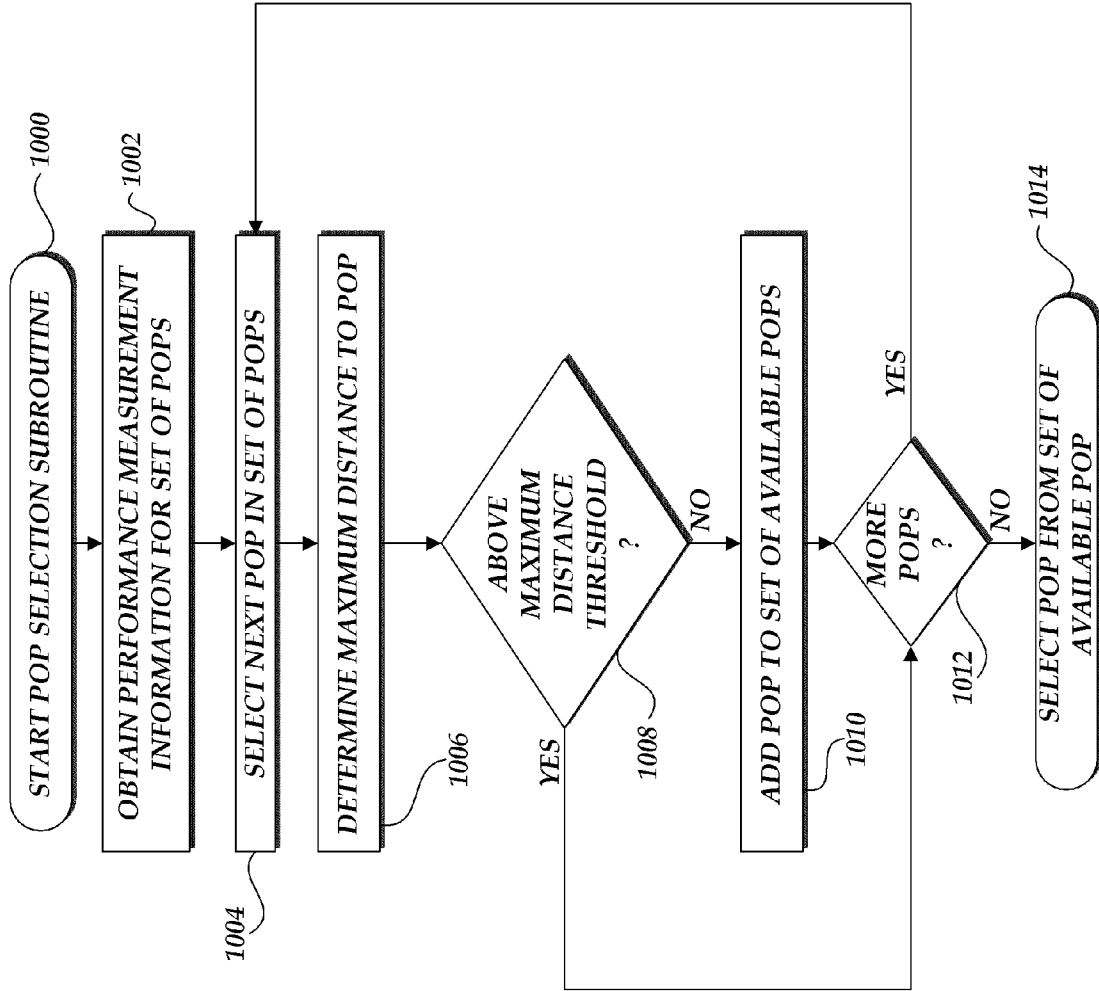 START POP SELECTION SUBROUTINE
1000
OBTAIN PERFORMANCE MEASUREMENT
INFORMATION FOR SET OF POPS
1002
SELECT NEXT POP IN SET OF POPS
1004
DETERMINE MAXIMUM DISTANCE TO POP
1006
ABOVE
MAXIMUM
DISTANCE
THRESHOLD
?
1008
YES
NO
ADD POP TO SET OF AVAILABLE POPS
1010
MORE
POPS
?
1012
YES
NO
SELECT POP FROM SET OF
AVAILABLE POP
1014